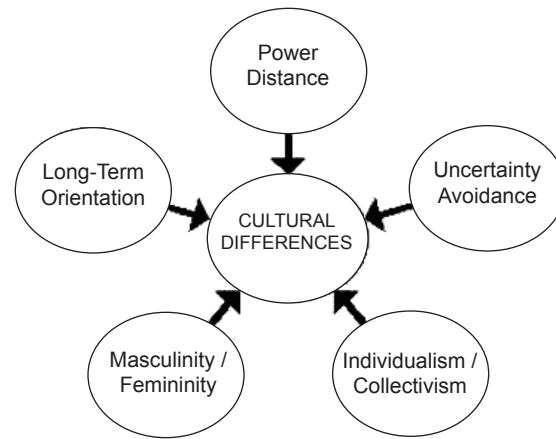 Power
Distance
Long-Term
Orientation
Uncertainty
Avoidance
CULTURAL
DIFFERENCES
Masculinity /
Femininity
Individualism /
Collectivism